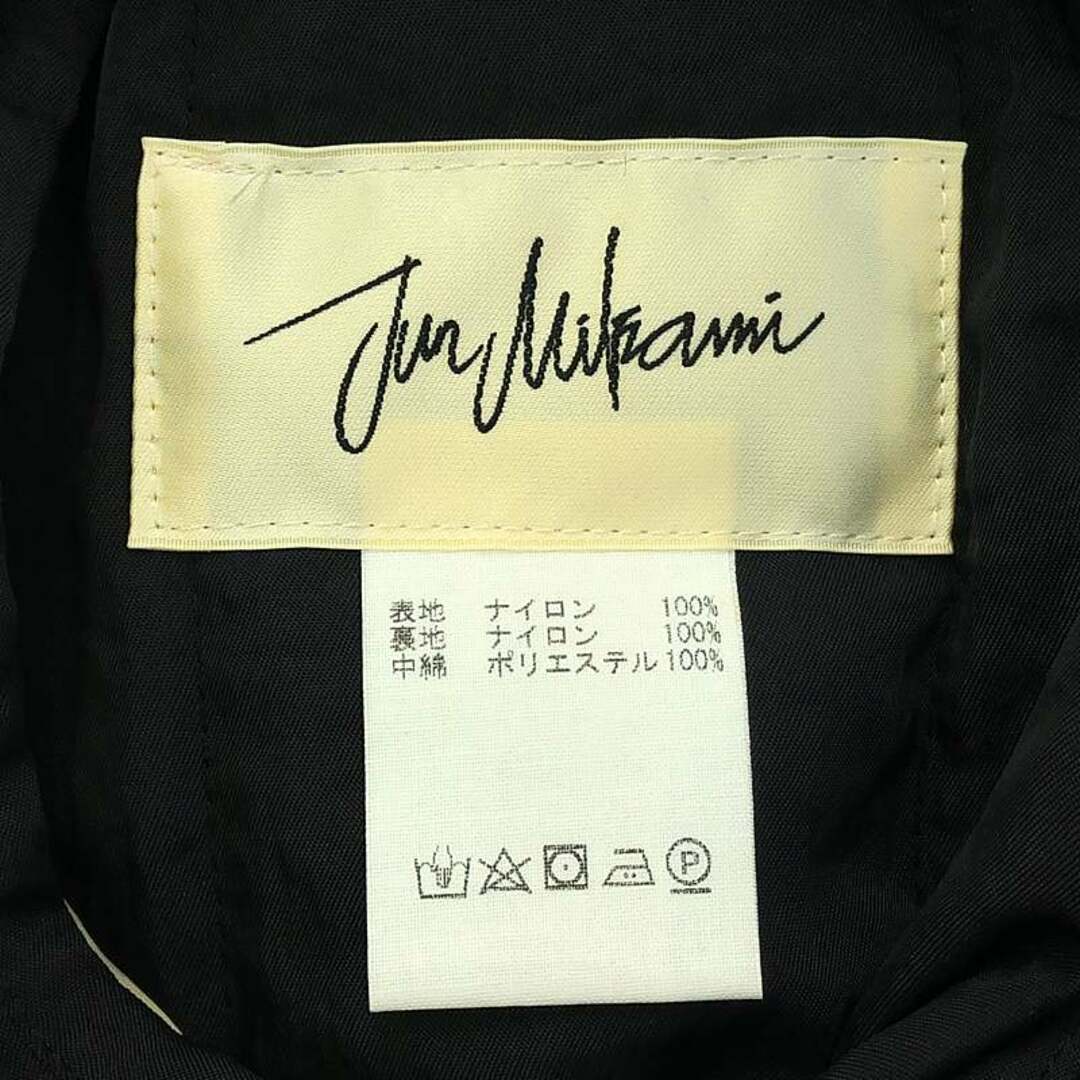 Jun Mikami
表地 ナイロン 100%
裏地 ナイロン 100%
中綿 ポリエステル 100%
P